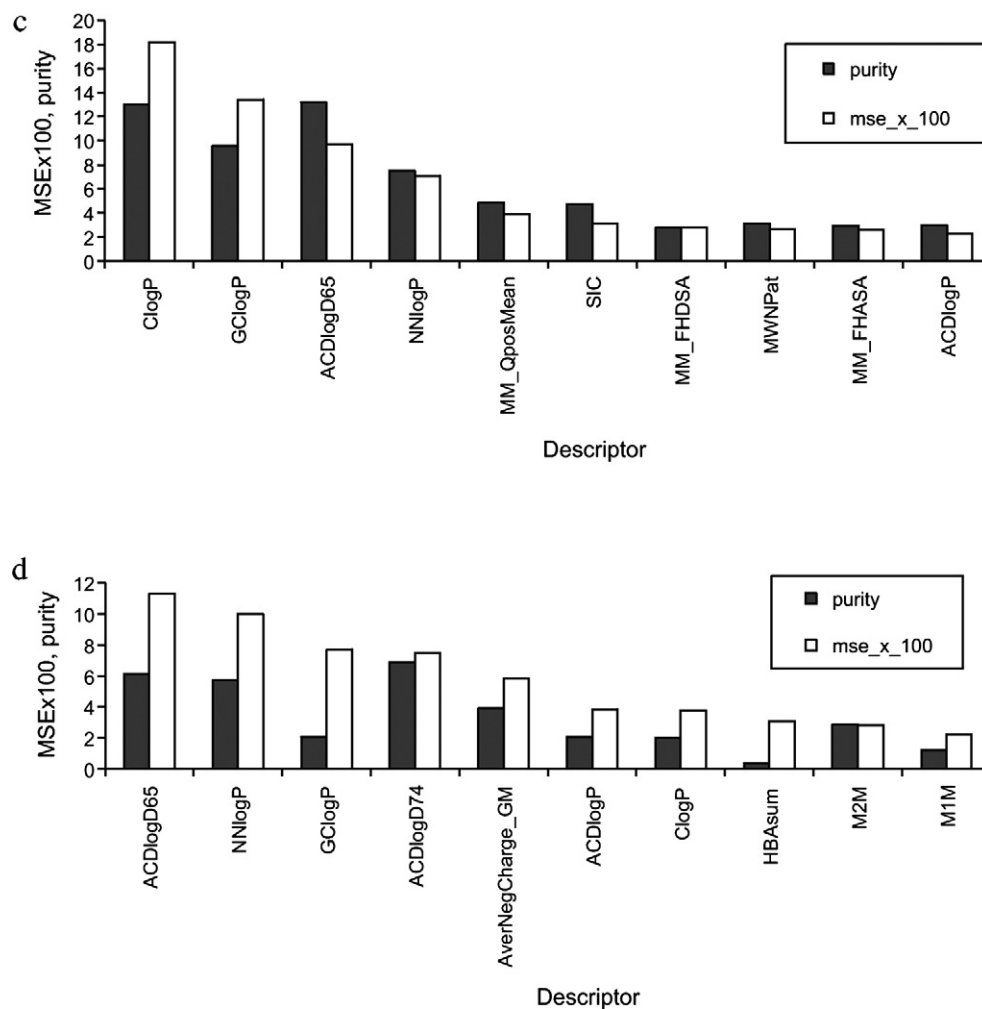 c
MSEx100, purity
18
20
16
14
12
10
8
6
4
2
0
purity
mse_x_100
ClogP
GClogP
ACDlogD65
NNlogP
MM_QposMean
SIC
MM_FHDSA
MWNPat
MM_FHASA
ACDlogP
Descriptor
d
MSEx100, purity
12
10
8
6
4
2
0
purity
mse_x_100
ACDlogD65
NNlogP
GClogP
ACDlogD74
AverNegCharge_GM
ACDlogP
ClogP
HBAsum
M2M
M1M
Descriptor